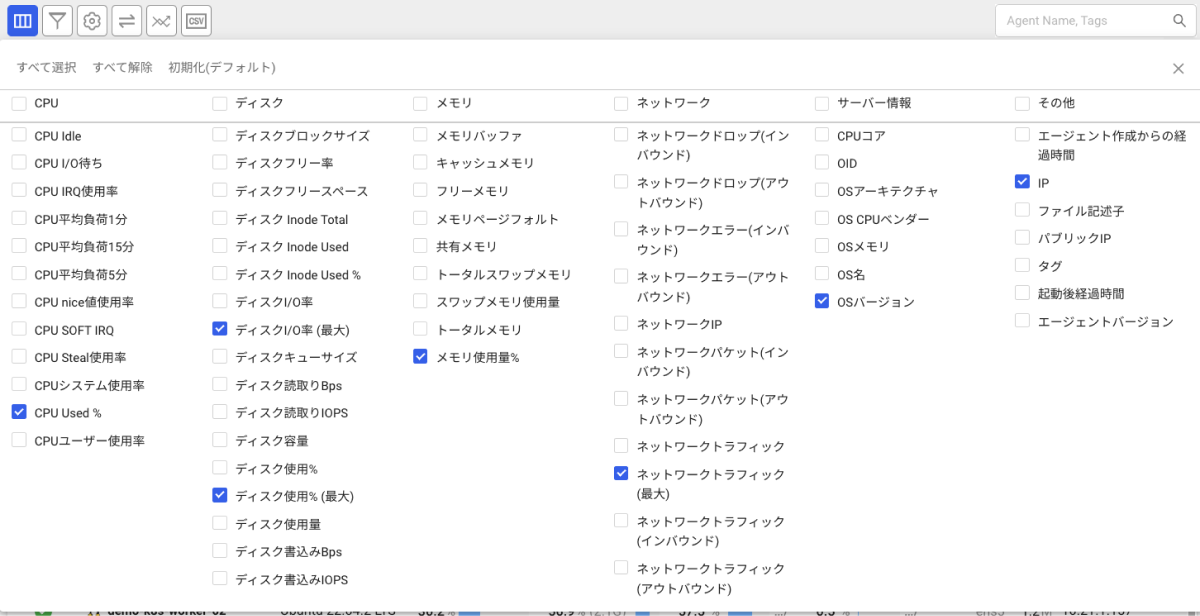 CSV
Agent Name, Tags
すべて選択 すべて解除 初期化(デフォルト)
CPU
CPU Idle
CPU I/O待ち
CPU IRQ使用率
CPU平均負荷1分
CPU平均負荷15分
CPU平均負荷5分
CPU nice値使用率
CPU SOFT IRQ
CPU Steal使用率
CPUシステム使用率
CPU Used %
CPUユーザー使用率
ディスク
ディスクブロックサイズ
ディスクフリー率
ディスクフリースペース
ディスク Inode Total
ディスク Inode Used
ディスク Inode Used %
ディスクI/O率
ディスクI/O率 (最大)
ディスクキューサイズ
ディスク読取りBps
ディスク読取りIOPS
ディスク容量
ディスク使用%
ディスク使用% (最大)
ディスク使用量
ディスク書込みBps
ディスク書込みIOPS
メモリ
メモリバッファ
キャッシュメモリ
フリーメモリ
メモリページフォルト
共有メモリ
トータルスワップメモリ
スワップメモリ使用量
トータルメモリ
メモリ使用量%
ネットワーク
ネットワークドロップ(イン
バウンド)
ネットワークドロップ(アウ
トバウンド)
ネットワークエラー(インバ
ウンド)
ネットワークエラー(アウト
バウンド)
ネットワークIP
ネットワークパケット(イン
バウンド)
ネットワークパケット(アウ
トバウンド)
ネットワークトラフィック
ネットワークトラフィック
(最大)
ネットワークトラフィック
(インバウンド)
ネットワークトラフィック
(アウトバウンド)
サーバー情報
CPUコア
OID
OSアーキテクチャ
OS CPUベンダー
OSメモリ
OS名
OSバージョン
その他
エージェント作成からの経
過時間
IP
ファイル記述子
パブリックIP
タグ
起動後経過時間
エージェントバージョン